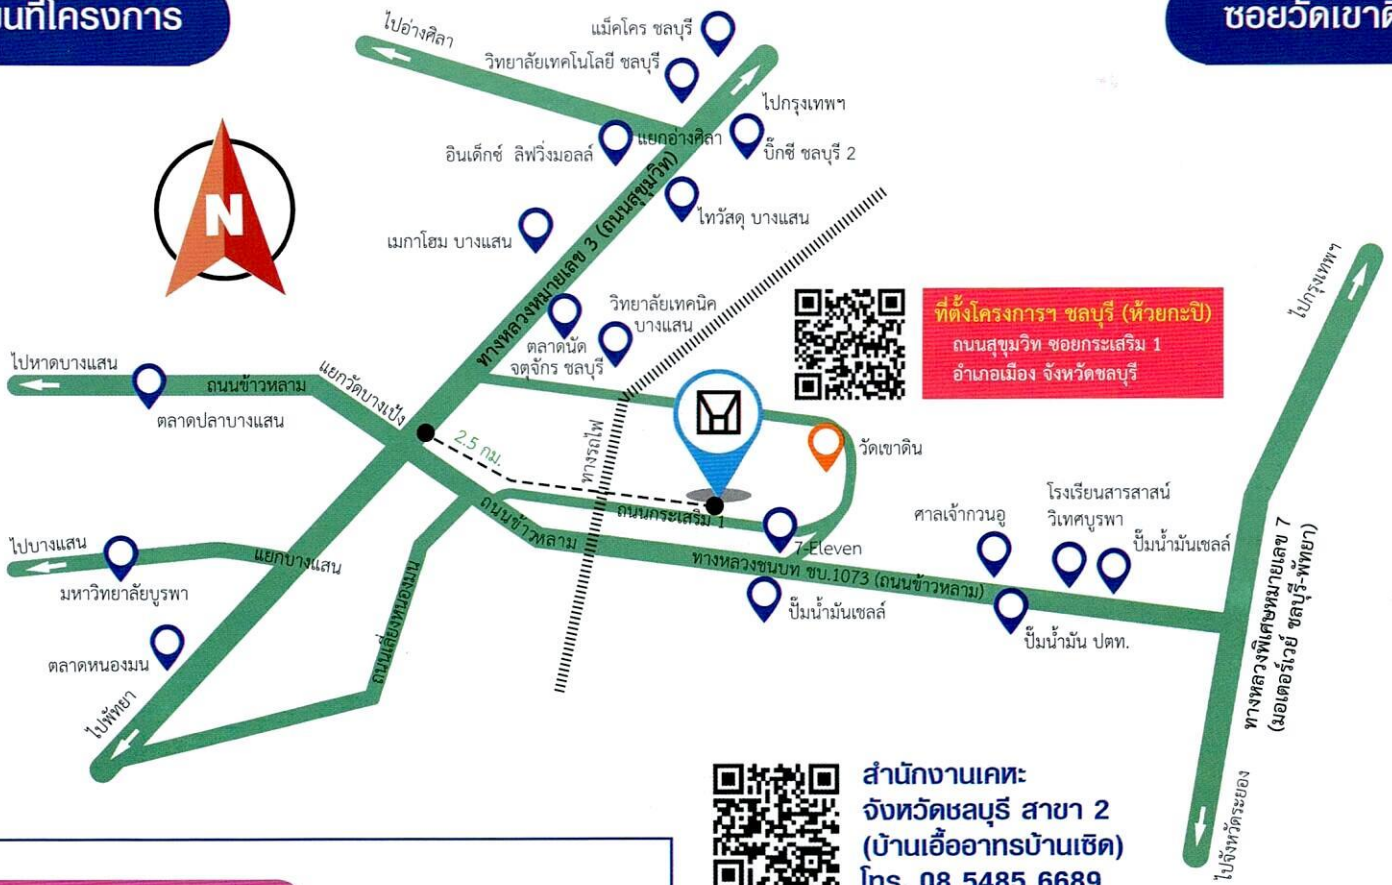 ซอยวัดเขาดิ
ไปอ่างศิลา
แม็คโคร ชลบุรี
วิทยาลัยเทคโนโลยี ชลบุรี
ไปกรุงเทพฯ
แยกอ่างศิลา
อินเด็กซ์ ลิฟวิ่งมอลล์
บิ๊กซี ชลบุรี 2
N
ทางหลวงหมายเลข 3 (ถนนสุขุมวิท)
ไทวัสดุ บางแสน
เมกาโฮม บางแสน
ไปกรุงเทพฯ
วิทยาลัยเทคนิค
บางแสน
ตลาดนัด
จตุจักร ชลบุรี
ที่ตั้งโครงการฯ ชลบุรี (ห้วยกะปิ)
ถนนสุขุมวิท ซอยกระเสริม 1
อำเภอเมือง จังหวัดชลบุรี
ไปหาดบางแสน
ถนนข้าวหลาม
แยกวัดบางเป้ง
ตลาดปลาบางแสน
2.5 กม.
ทางรถไฟ
วัดเขาดิน
ถนนกระเสริม 1
ถนนข้าวหลาม
7-Eleven
ศาลเจ้ากวนอู
โรงเรียนสารสาสน์
วิเทศบูรพา
ปั๊มน้ำมันเชลล์
ไปบางแสน
แยกบางแสน
มหาวิทยาลัยบูรพา
ทางหลวงชนบท ชบ.1073 (ถนนข้าวหลาม)
ปั๊มน้ำมันเชลล์
ปั๊มน้ำมัน ปตท.
ทางหลวงพิเศษหมายเลข 7
(มอเตอร์เวย์ ชลบุรี-พัทยา)
ตลาดหนองมน
ถนนเลี่ยงหนองมน
ไปพัทยา
ไปจังหวัดระยอง
สำนักงานเคหะ
จังหวัดชลบุรี สาขา 2
(บ้านเอื้ออาทรบ้านเซิด)
โทร. 08 5485 6689